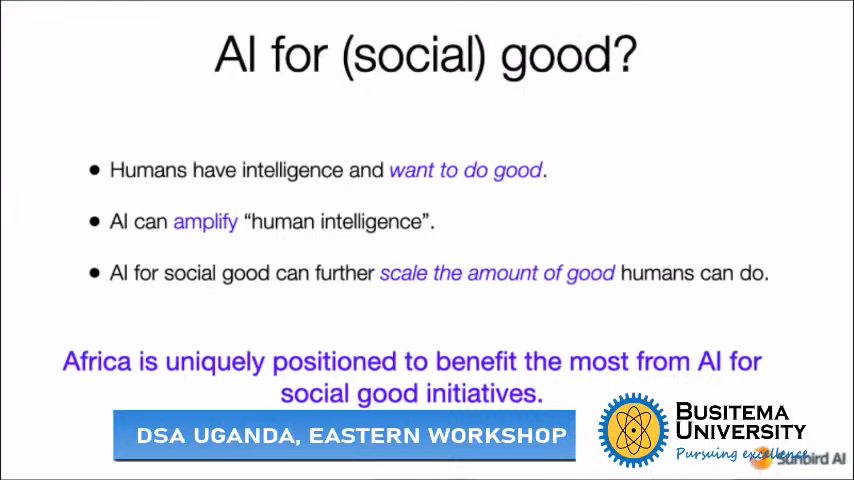 AI for (social) good?
● Humans have intelligence and want to do good.
● AI can amplify “human intelligence”.
● AI for social good can further scale the amount of good humans can do.
Africa is uniquely positioned to benefit the most from AI for
social good initiatives.
DSA UGANDA, EASTERN WORKSHOP
BUSITEMA
UNIVERSITY
Pursuing excellence
Sunbird AI